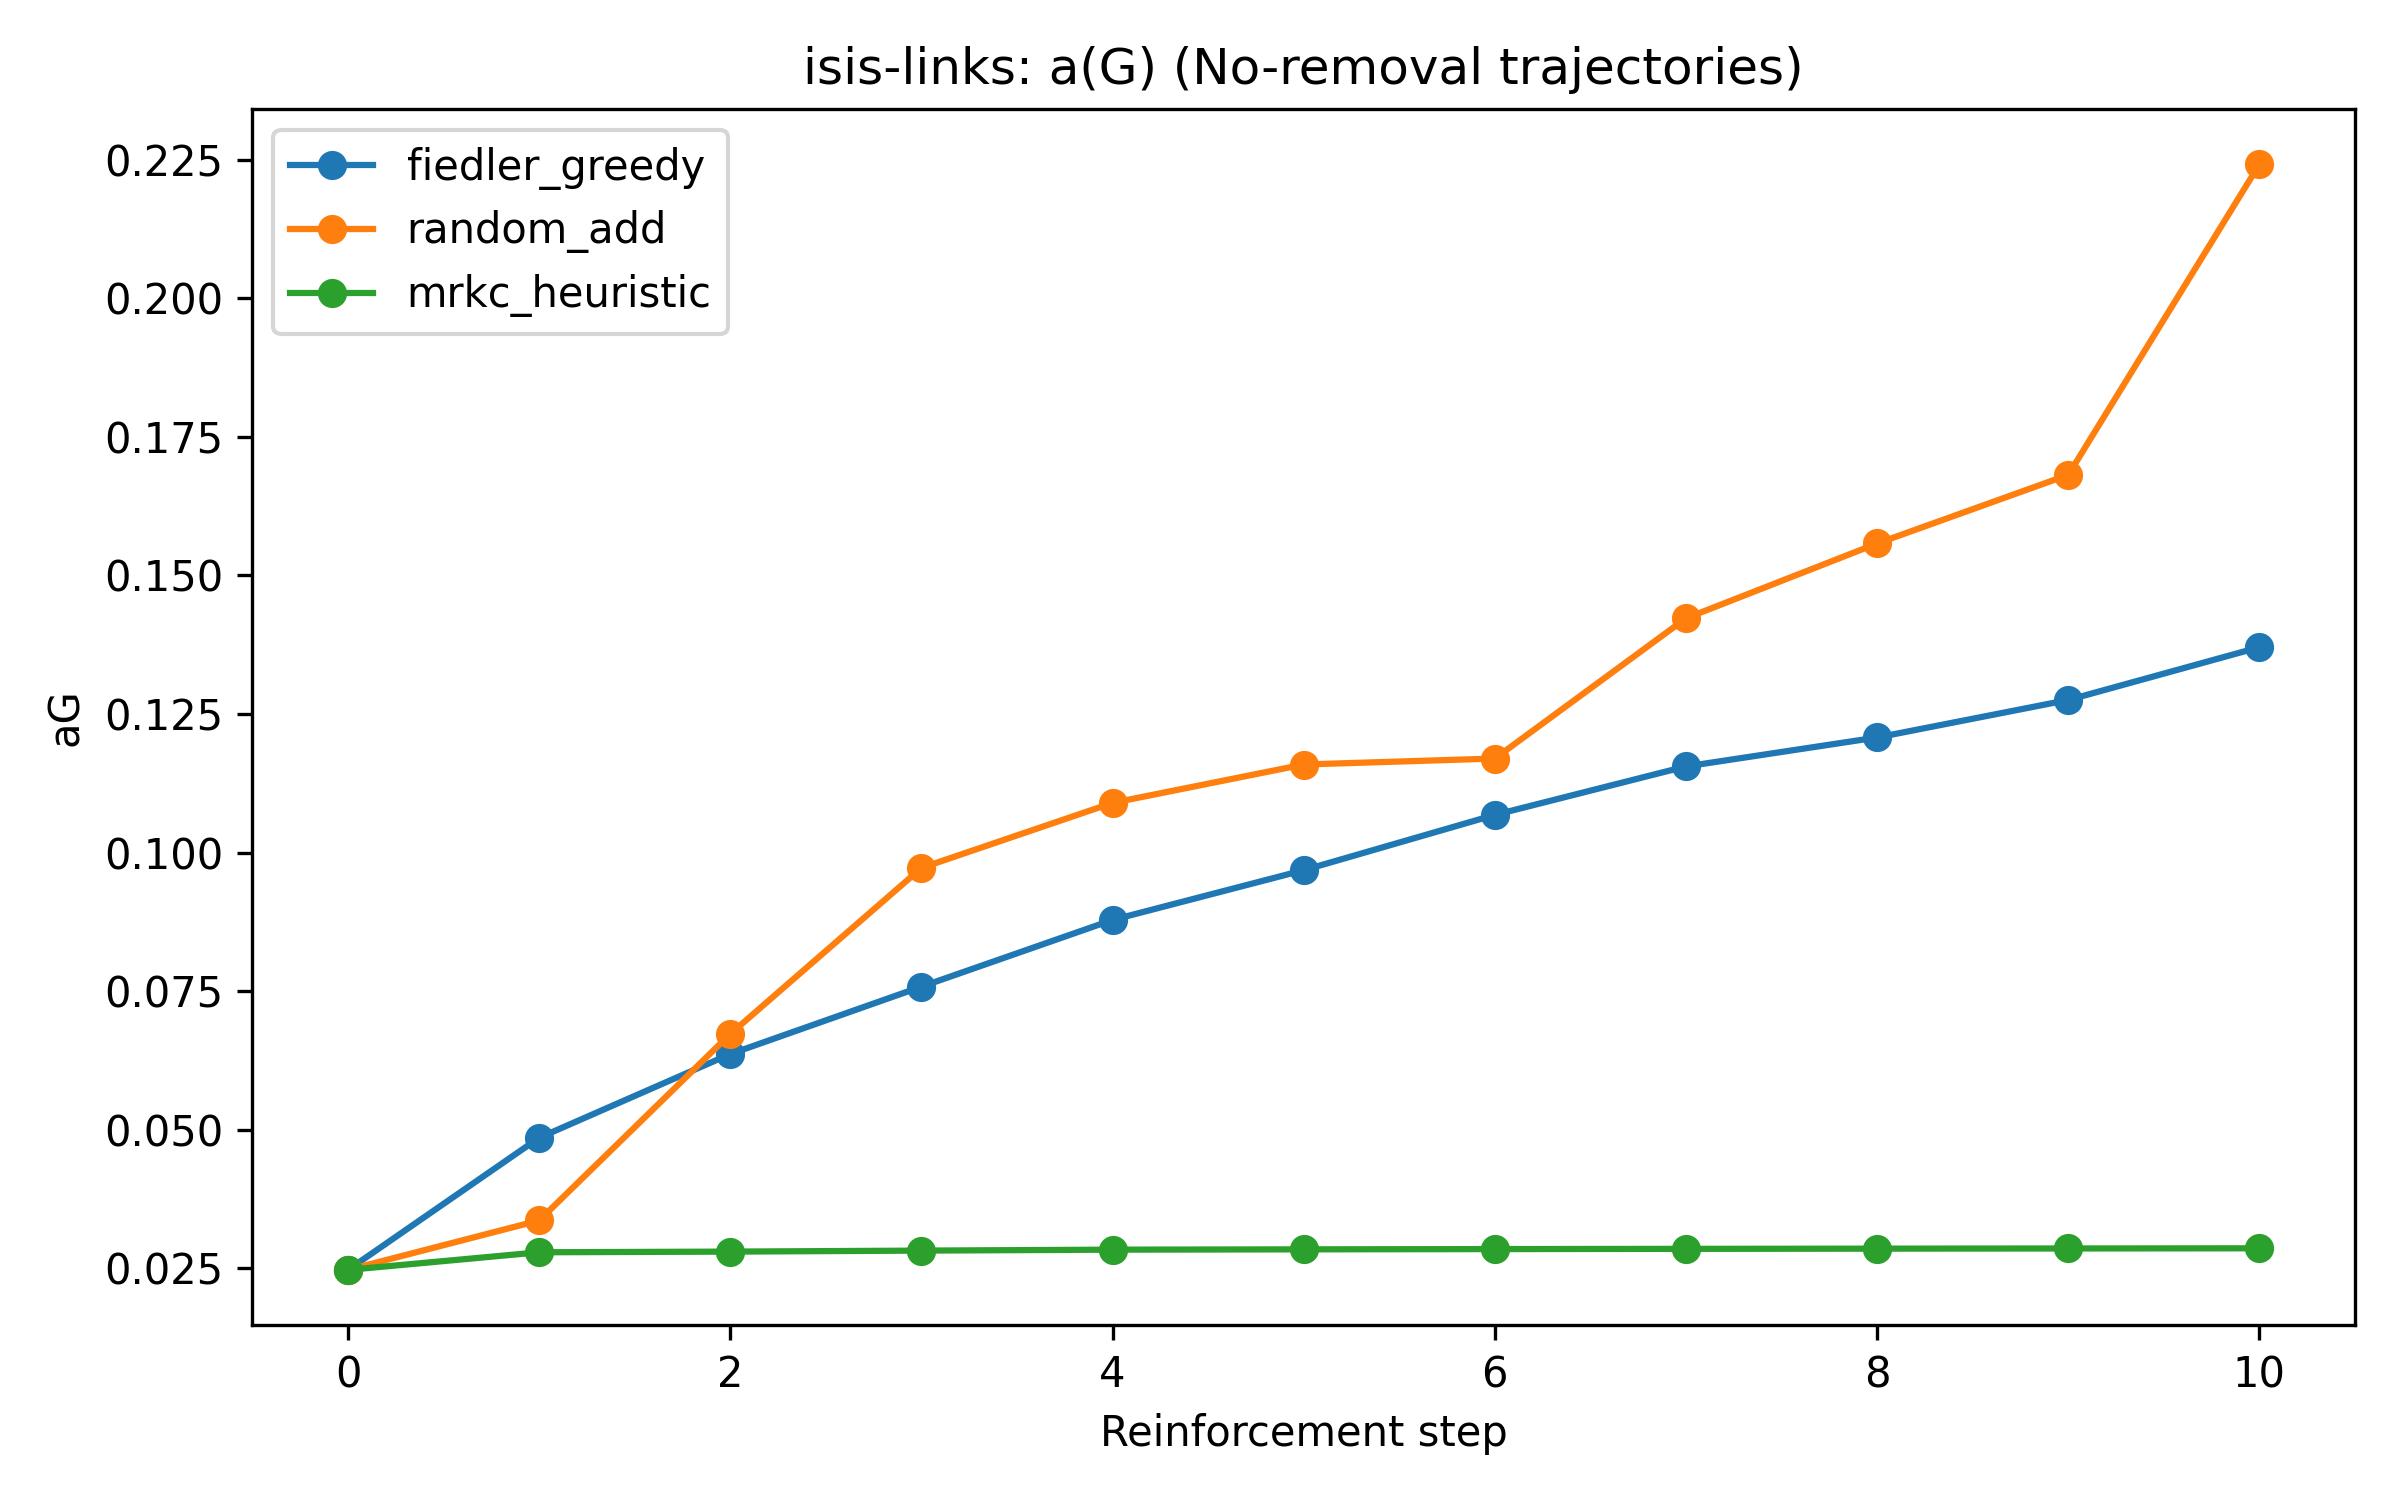 isis-links: a(G) (No-removal trajectories)
fiedler_greedy
random_add
mrkc_heuristic
0.225
0.200
0.175
0.150
0.125
0.100
0.075
0.050
0.025
aG
0 2 4 6 8 10
Reinforcement step